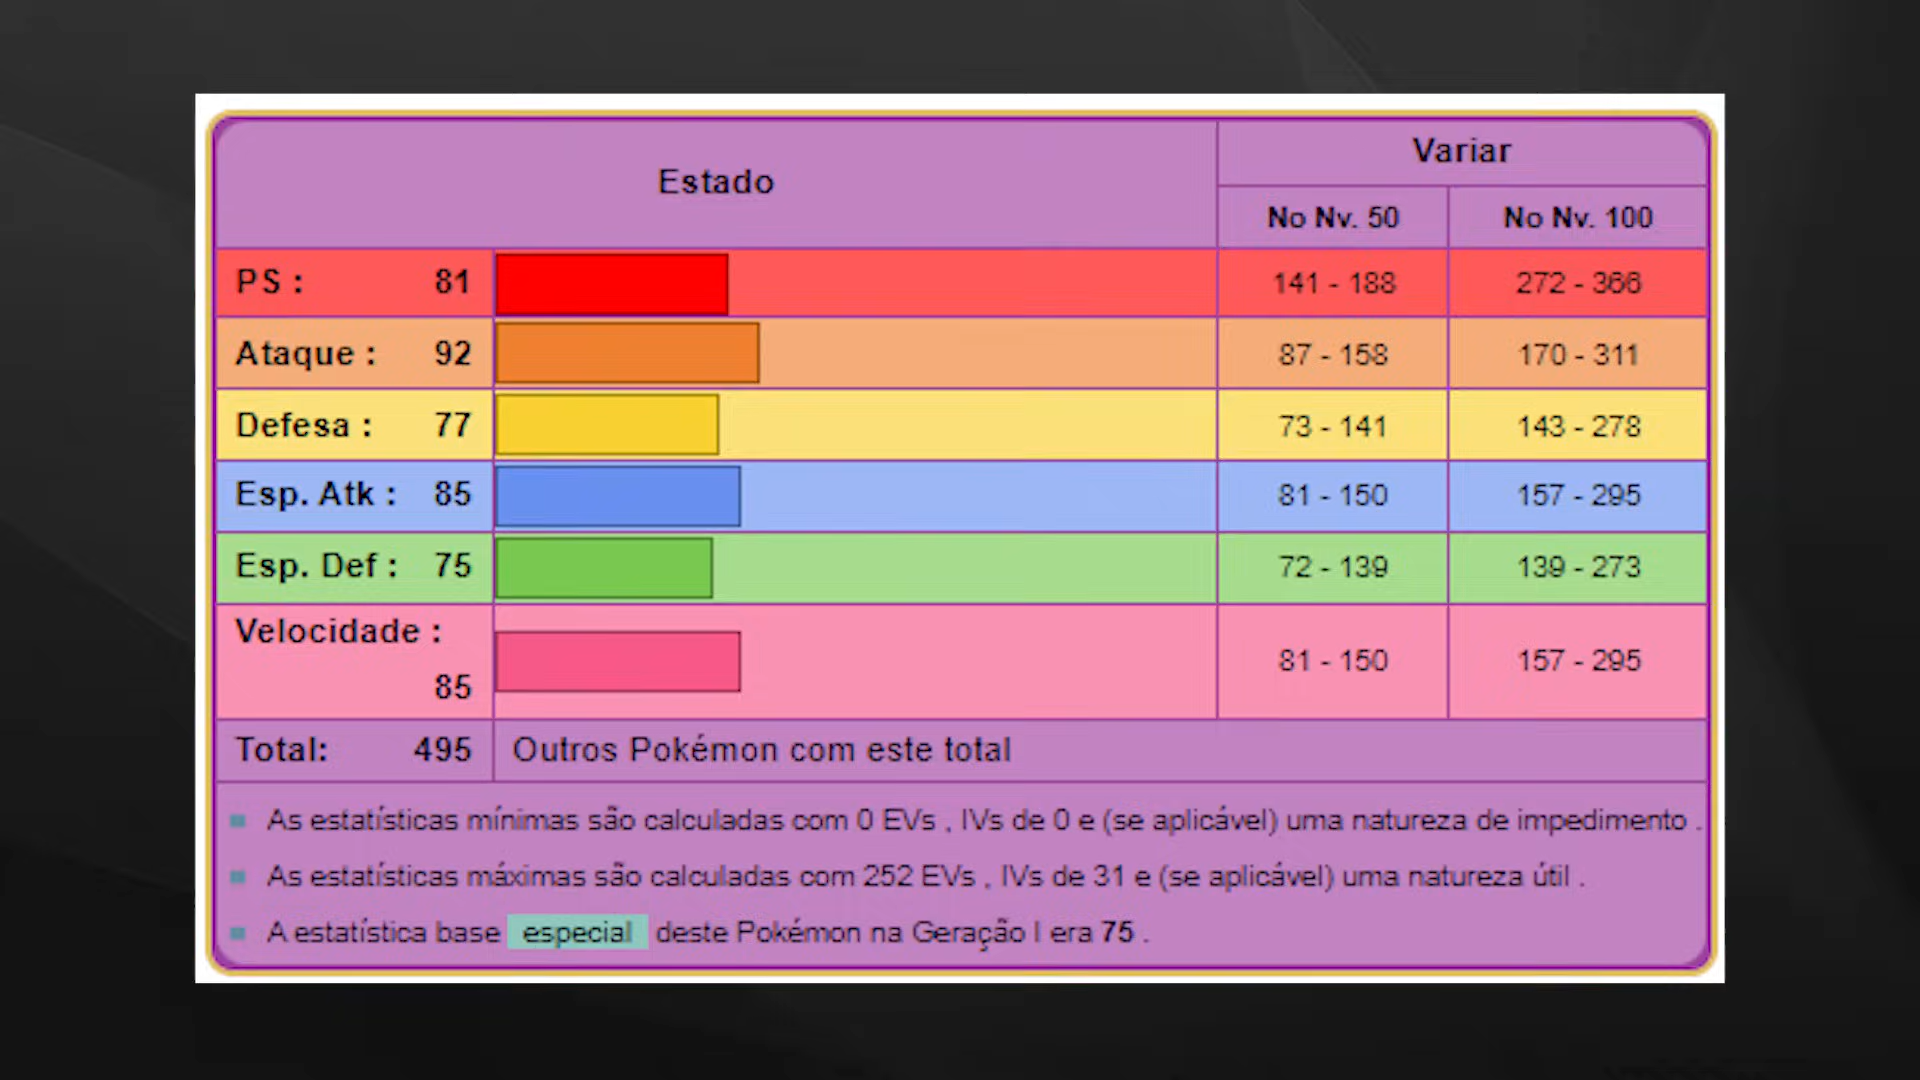 Estado
Variar
No Nv. 50 No Nv. 100
PS : 81 141 - 188 272 - 366
Ataque : 92 87 - 158 170 - 311
Defesa : 77 73 - 141 143 - 278
Esp. Atk : 85 81 - 150 157 - 295
Esp. Def : 75 72 - 139 139 - 273
Velocidade :
85 81 - 150 157 - 295
Total: 495 Outros Pokémon com este total
As estatísticas mínimas são calculadas com 0 EVs , IVs de 0 e (se aplicável) uma natureza de impedimento .
As estatísticas máximas são calculadas com 252 EVs , IVs de 31 e (se aplicável) uma natureza útil .
A estatística base especial deste Pokémon na Geração I era 75 .